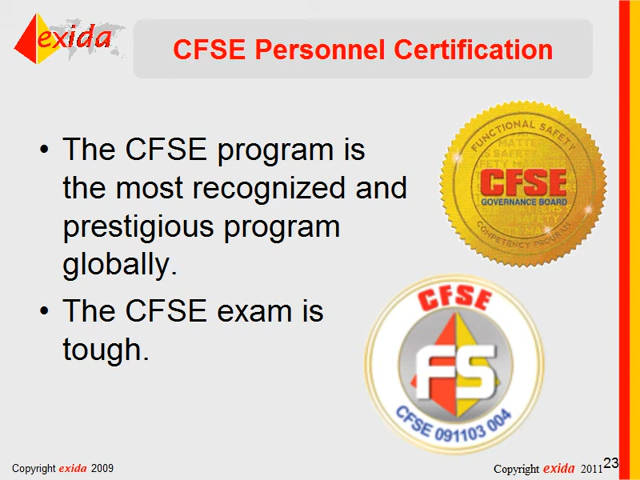 exida
CFSE Personnel Certification
• The CFSE program is
the most recognized and
prestigious program
globally.
• The CFSE exam is
tough.
FUNCTIONAL SAFETY
CFSE
GOVERNANCE BOARD
COMPETENCY PROGRAM
CFSE
FS
CFSE 091103 004
Copyright exida 2009
Copyright exida 2011
23